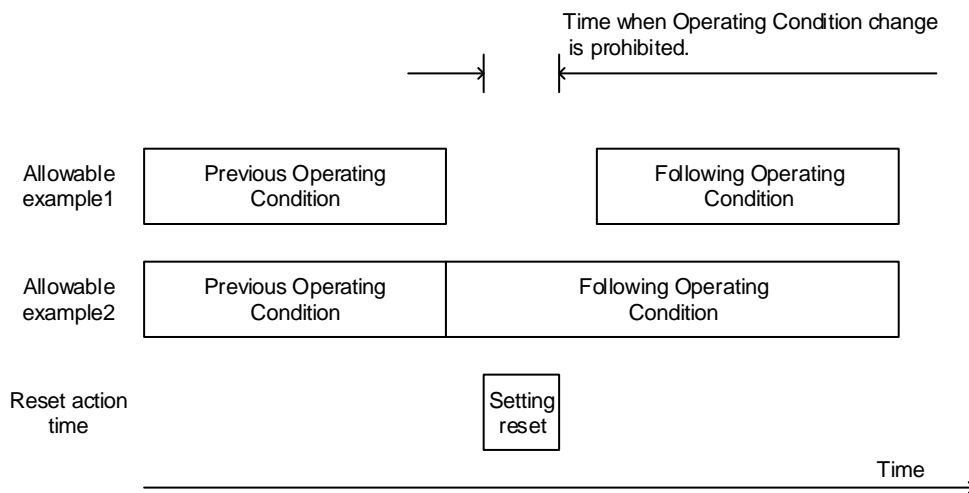 Time when Operating Condition change
is prohibited.
Allowable
example1
Previous Operating
Condition
Following Operating
Condition
Allowable
example2
Previous Operating
Condition
Following Operating
Condition
Reset action
time
Setting
reset
Time